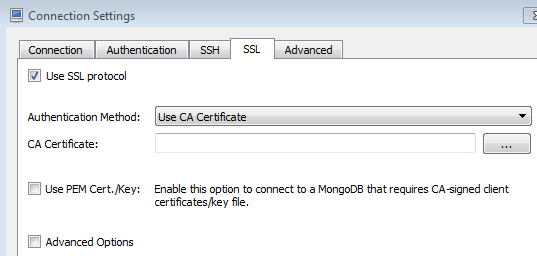 Connection Settings
Connection Authentication SSH SSL Advanced
Use SSL protocol
Authentication Method: Use CA Certificate
CA Certificate: ...
Use PEM Cert./Key: Enable this option to connect to a MongoDB that requires CA-signed client
certificates/key file.
Advanced Options